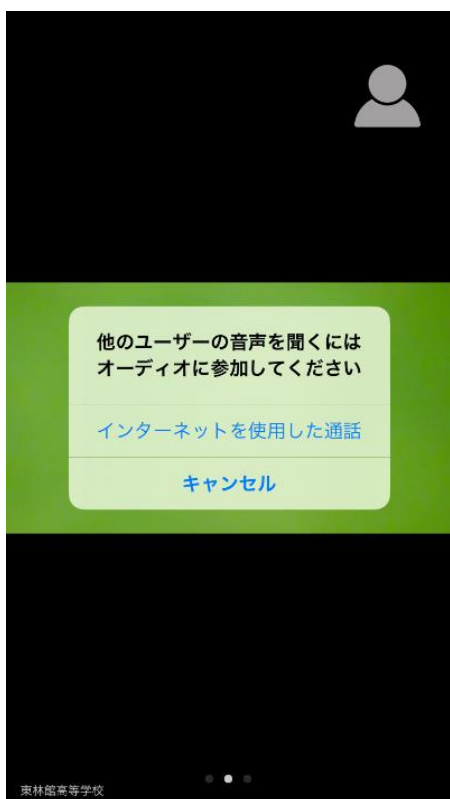 他のユーザーの音声を聞くには
オーディオに参加してください
インターネットを使用した通話
キャンセル
東林館高等学校